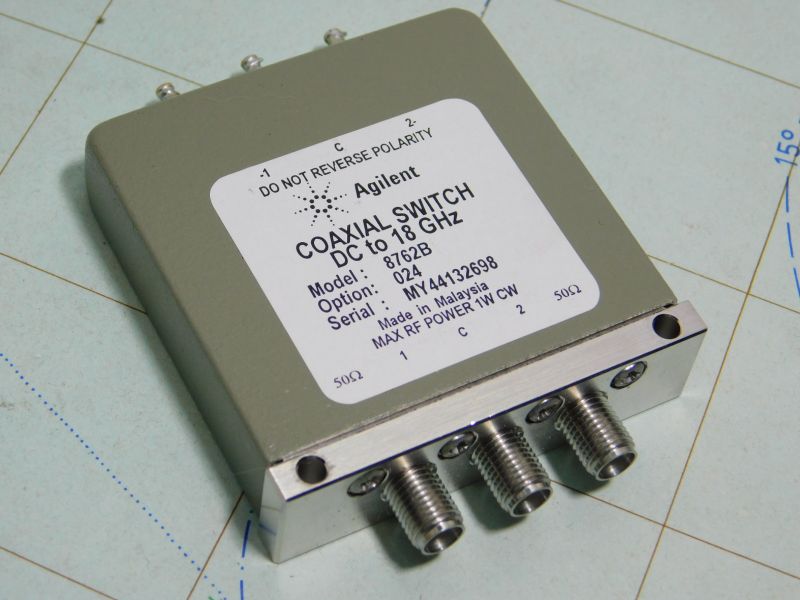 -1 C 2-
DO NOT REVERSE POLARITY
Agilent
COAXIAL SWITCH
DC to 18 GHz
Model : 8762B
Option: 024
Serial : MY44132698
Made in Malaysia
MAX RF POWER 1W CW
50Ω 1 C 2 50Ω
15°